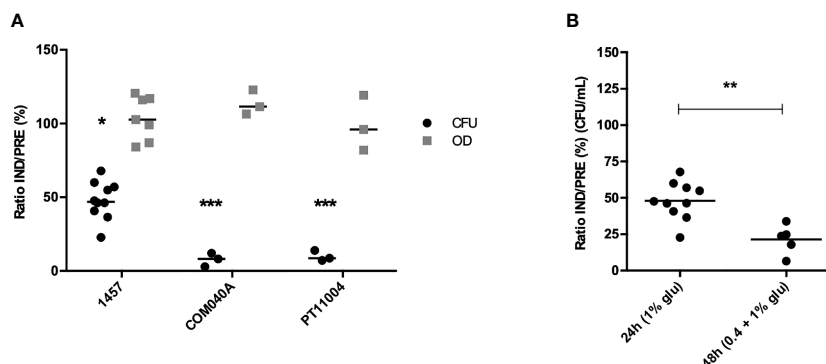 A
Ratio IND/PRE (%)
150
100
50
0
*
***
***
1457
COM040A
PT11004
CFU
OD
B
Ratio IND/PRE (%) (CFU/mL)
150
125
100
75
50
25
0
**
24h (1% glu)
48h (0.4 + 1% glu)